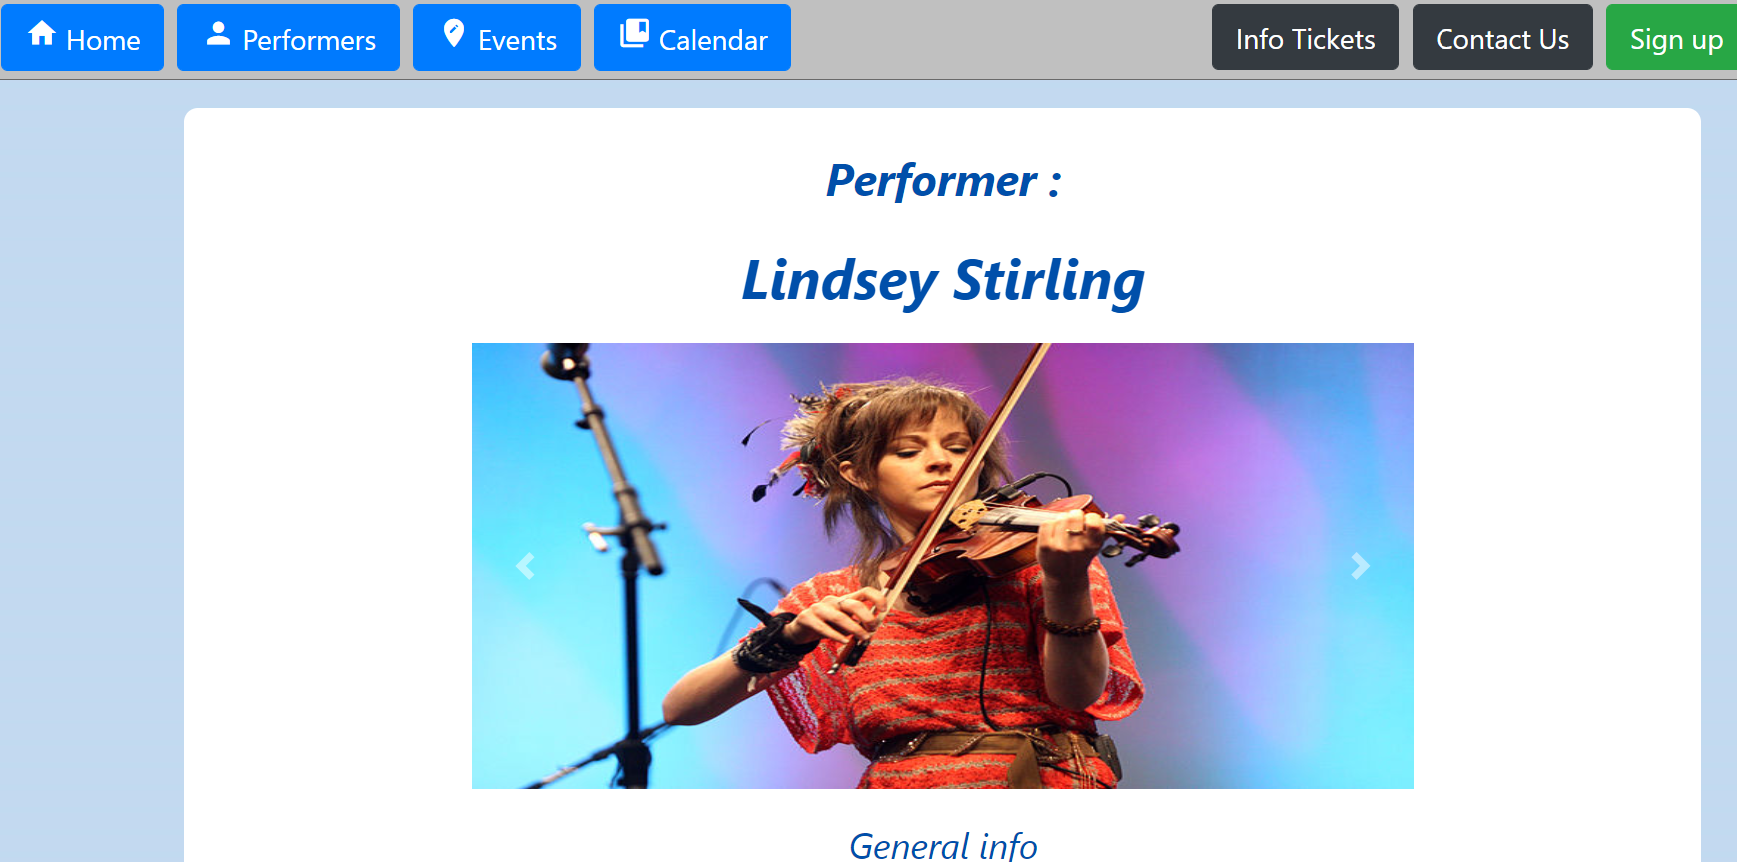 Home Performers Events Calendar Info Tickets Contact Us Sign up
Performer :
Lindsey Stirling
General info